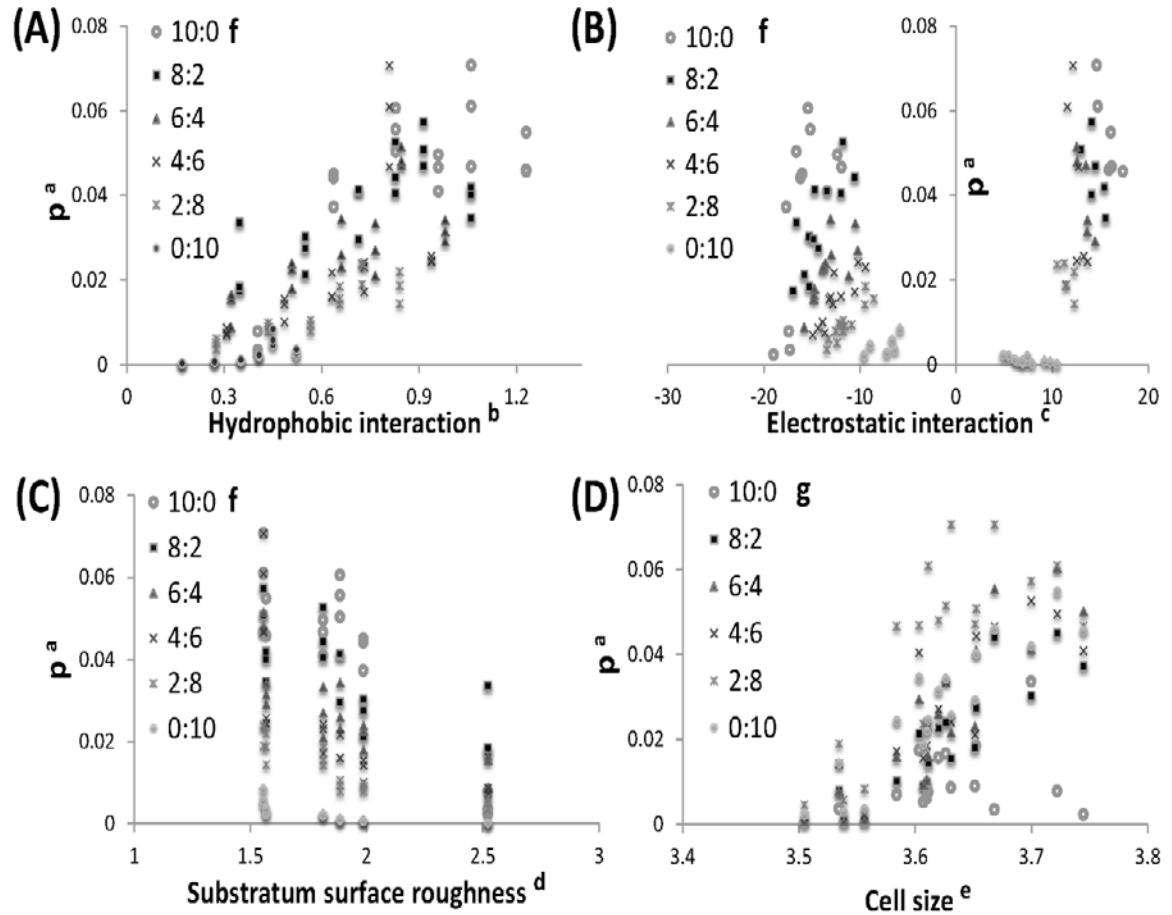 (A)
10:0 f
8:2
6:4
4:6
2:8
0:10
0.08
0.06
0.04
0.02
0
p a
0 0.3 0.6 0.9 1.2
Hydrophobic interaction b
(B)
10:0 f
8:2
6:4
4:6
2:8
0:10
0.08
0.06
0.04
0.02
0
p a
-30 -20 -10 0 10 20
Electrostatic interaction c
(C)
10:0 f
8:2
6:4
4:6
2:8
0:10
0.08
0.06
0.04
0.02
0
p a
1 1.5 2 2.5 3
Substratum surface roughness d
(D)
10:0 g
8:2
6:4
4:6
2:8
0:10
0.08
0.06
0.04
0.02
0
p a
3.4 3.5 3.6 3.7 3.8
Cell size e